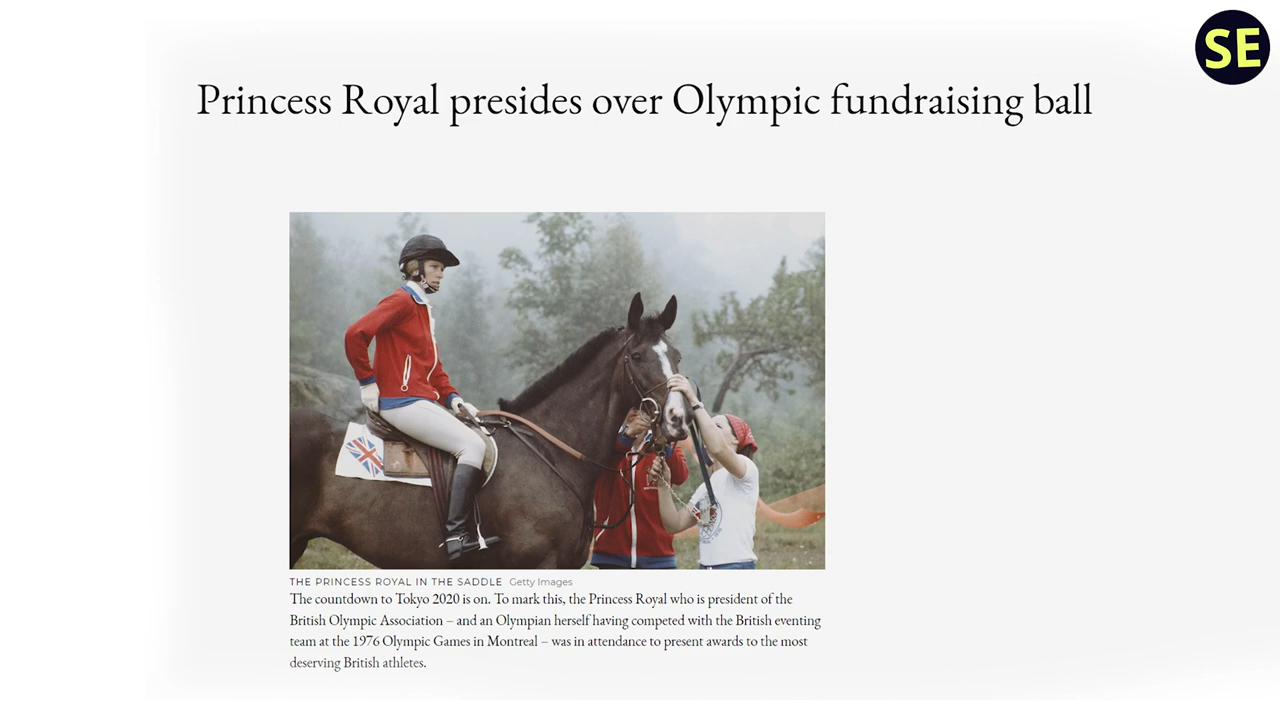 SE
Princess Royal presides over Olympic fundraising ball
THE PRINCESS ROYAL IN THE SADDLE Getty Images
The countdown to Tokyo 2020 is on. To mark this, the Princess Royal who is president of the
British Olympic Association – and an Olympian herself having competed with the British eventing
team at the 1976 Olympic Games in Montreal – was in attendance to present awards to the most
deserving British athletes.